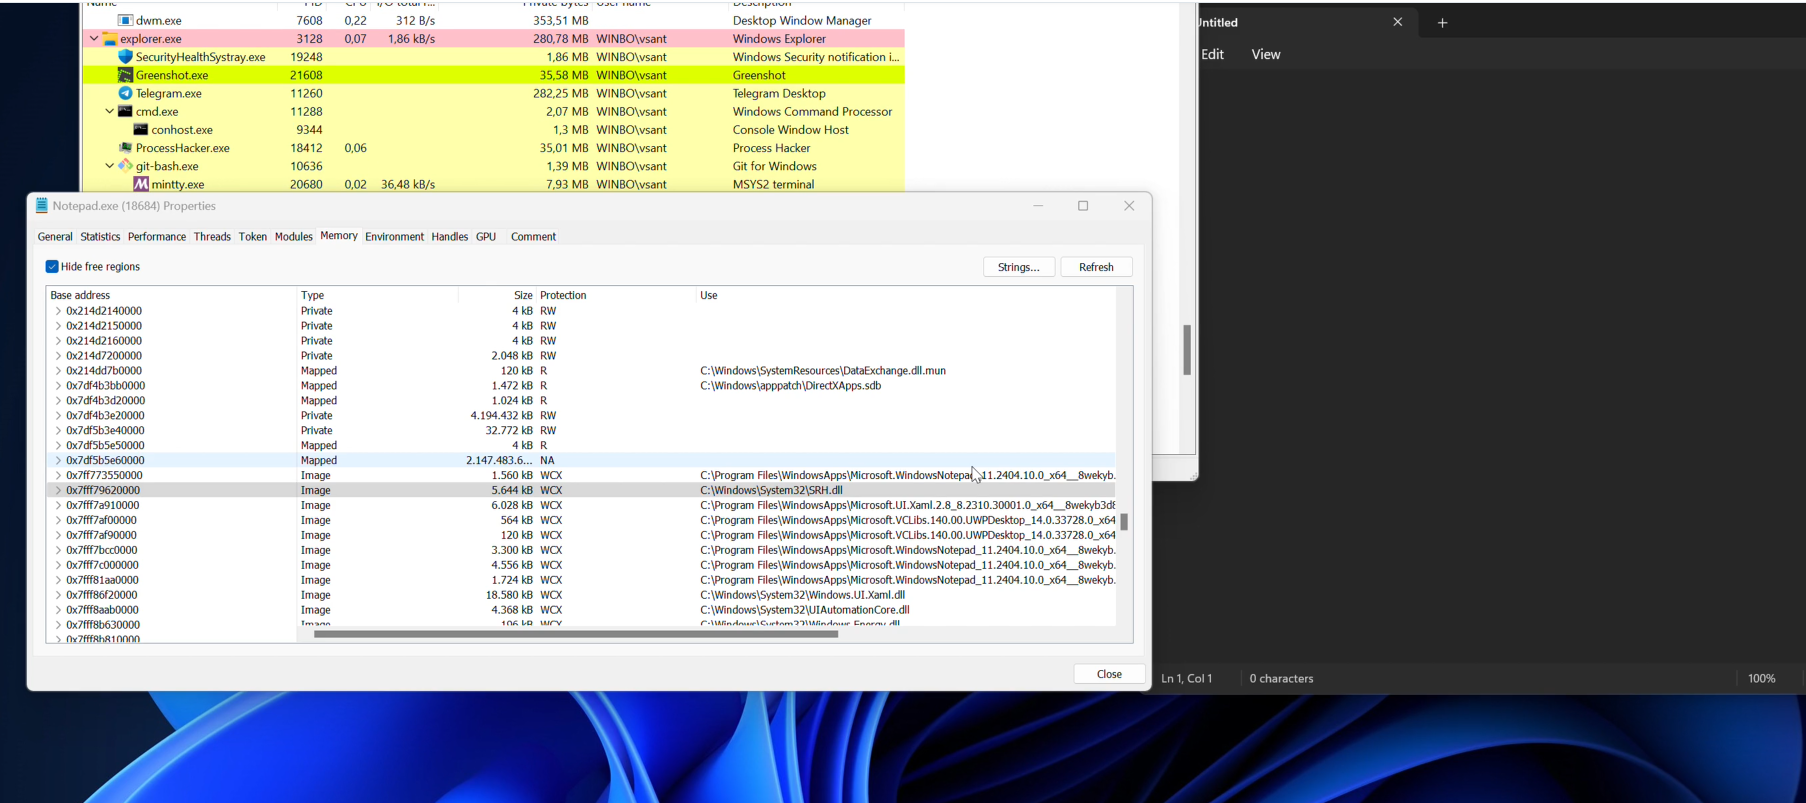 dwm.exe 7608 0,22 312 B/s 353,51 MB Desktop Window Manager
explorer.exe 3128 0,07 1,86 kB/s 280,78 MB WINBO\vsant Windows Explorer
SecurityHealthSystray.exe 19248 1,86 MB WINBO\vsant Windows Security notification i...
Greenshot.exe 21608 35,58 MB WINBO\vsant Greenshot
Telegram.exe 11260 282,25 MB WINBO\vsant Telegram Desktop
cmd.exe 11288 2,07 MB WINBO\vsant Windows Command Processor
conhost.exe 9344 1,3 MB WINBO\vsant Console Window Host
ProcessHacker.exe 18412 0,06 35,01 MB WINBO\vsant Process Hacker
git-bash.exe 10636 1,39 MB WINBO\vsant Git for Windows
mintty.exe 20680 0,02 36,48 kB/s 7,93 MB WINBO\vsant MSYS2 terminal
Notepad.exe (18684) Properties
General Statistics Performance Threads Token Modules Memory Environment Handles GPU Comment
Hide free regions Strings... Refresh
Base address Type Size Protection Use
0x214d2140000 Private 4 kB RW
0x214d2150000 Private 4 kB RW
0x214d2160000 Private 4 kB RW
0x214d7200000 Private 2.048 kB RW
0x214dd7b0000 Mapped 120 kB R C:\Windows\SystemResources\DataExchange.dll.mun
0x7df4b3bb0000 Mapped 1.472 kB R C:\Windows\apppatch\DirectXApps.sdb
0x7df4b3d20000 Mapped 1.024 kB R
0x7df4b3e20000 Private 4.194.432 kB RW
0x7df5b3e40000 Private 32.772 kB RW
0x7df5b5e50000 Mapped 4 kB R
0x7df5b5e60000 Mapped 2.147.483.6... NA
0x7ff773550000 Image 1.560 kB WCX C:\Program Files\WindowsApps\Microsoft.WindowsNotepad_11.2404.10.0_x64__8wekyb.
0x7fff79620000 Image 5.644 kB WCX C:\Windows\System32\SRH.dll
0x7fff7a910000 Image 6.028 kB WCX C:\Program Files\WindowsApps\Microsoft.UI.Xaml.2.8_8.2310.30001.0_x64__8wekyb3d8
0x7fff7af00000 Image 564 kB WCX C:\Program Files\WindowsApps\Microsoft.VCLibs.140.00.UWPDesktop_14.0.33728.0_x64
0x7fff7af90000 Image 120 kB WCX C:\Program Files\WindowsApps\Microsoft.VCLibs.140.00.UWPDesktop_14.0.33728.0_x64
0x7fff7bcc0000 Image 3.300 kB WCX C:\Program Files\WindowsApps\Microsoft.WindowsNotepad_11.2404.10.0_x64__8wekyb.
0x7fff7c000000 Image 4.556 kB WCX C:\Program Files\WindowsApps\Microsoft.WindowsNotepad_11.2404.10.0_x64__8wekyb.
0x7fff81aa0000 Image 1.724 kB WCX C:\Program Files\WindowsApps\Microsoft.WindowsNotepad_11.2404.10.0_x64__8wekyb.
0x7fff86f20000 Image 18.580 kB WCX C:\Windows\System32\Windows.UI.Xaml.dll
0x7fff8aab0000 Image 4.368 kB WCX C:\Windows\System32\UIAutomationCore.dll
0x7fff8b630000 Image 196 kB WCX C:\Windows\System32\Windows.Energy.dll
0x7fff8b810000
Close
ntitled
Edit View
Ln 1, Col 1 0 characters 100%